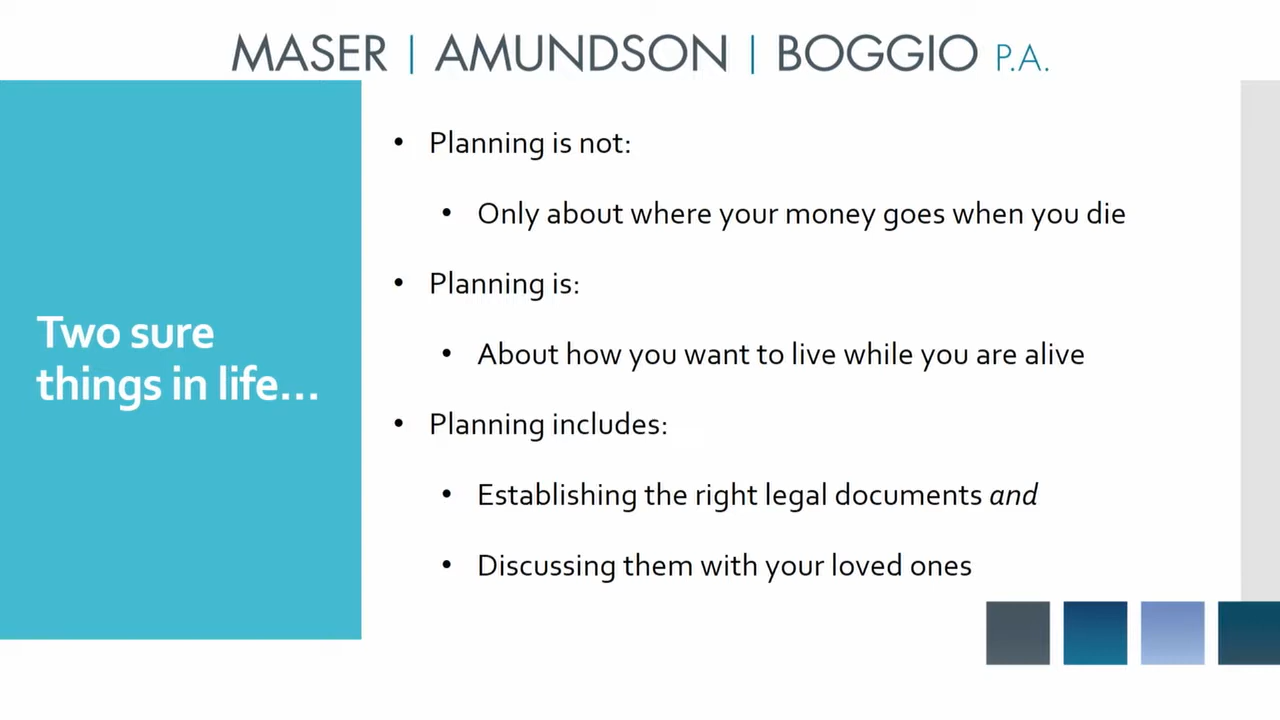 MASER | AMUNDSON | BOGGIO P.A.
Two sure
things in life...
• Planning is not:
• Only about where your money goes when you die
• Planning is:
• About how you want to live while you are alive
• Planning includes:
• Establishing the right legal documents and
• Discussing them with your loved ones